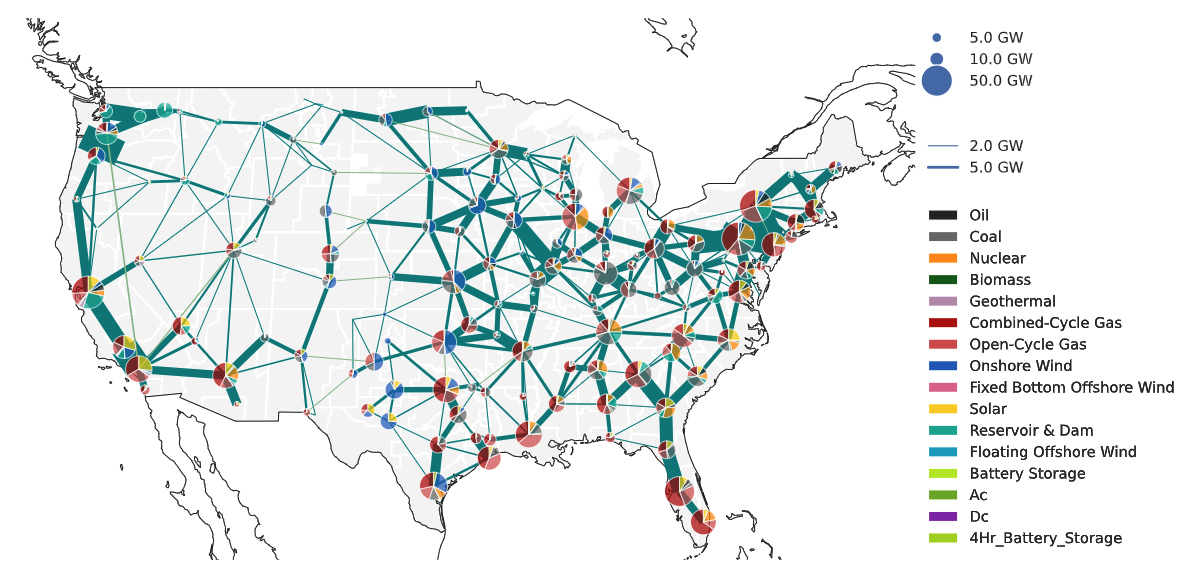 5.0 GW
10.0 GW
50.0 GW
2.0 GW
5.0 GW
Oil
Coal
Nuclear
Biomass
Geothermal
Combined-Cycle Gas
Open-Cycle Gas
Onshore Wind
Fixed Bottom Offshore Wind
Solar
Reservoir & Dam
Floating Offshore Wind
Battery Storage
Ac
Dc
4Hr_Battery_Storage